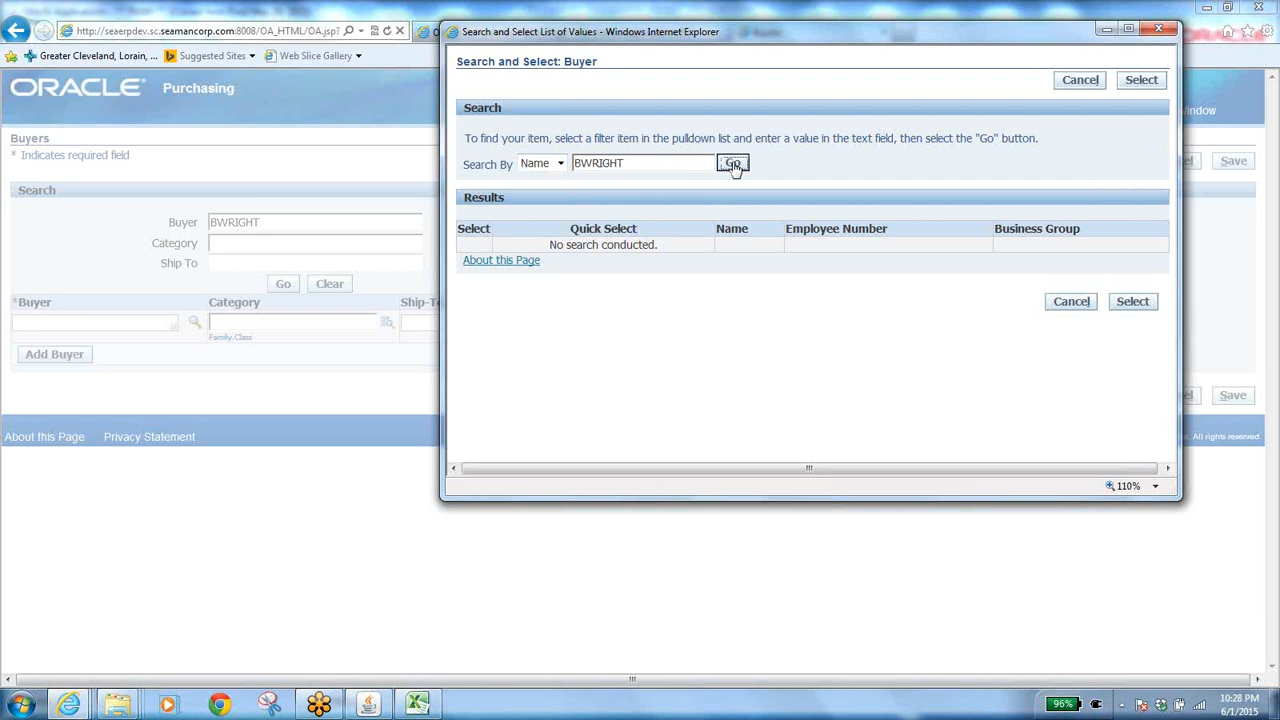 http://seaerpdev.sc.seamancorp.com:8008/OA_HTML/OA.jsp?
Search and Select List of Values - Windows Internet Explorer
Greater Cleveland, Lorain, ...
Suggested Sites
Web Slice Gallery
Search and Select: Buyer
Cancel
Select
ORACLE
Purchasing
Search
To find your item, select a filter item in the pulldown list and enter a value in the text field, then select the "Go" button.
Search By
Name
BWRIGHT
Go
Results
Select
Quick Select
Name
Employee Number
Business Group
No search conducted.
About this Page
Cancel
Select
110%
Buyers
* Indicates required field
Save
Search
Buyer
BWRIGHT
Category
Ship To
Go
Clear
*Buyer
Category
Family.Class
Add Buyer
Save
About this Page
Privacy Statement
All rights reserved.
96%
10:28 PM
6/1/2015